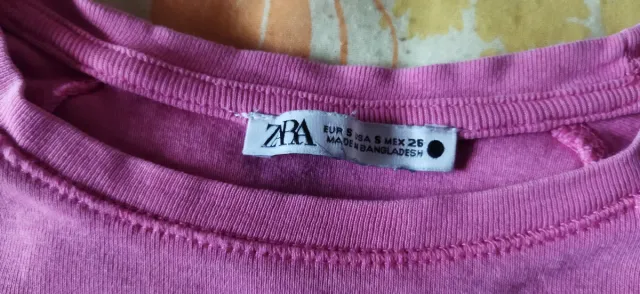 ZARA
EUR S USA S MEX 26
MADE IN BANGLADESH